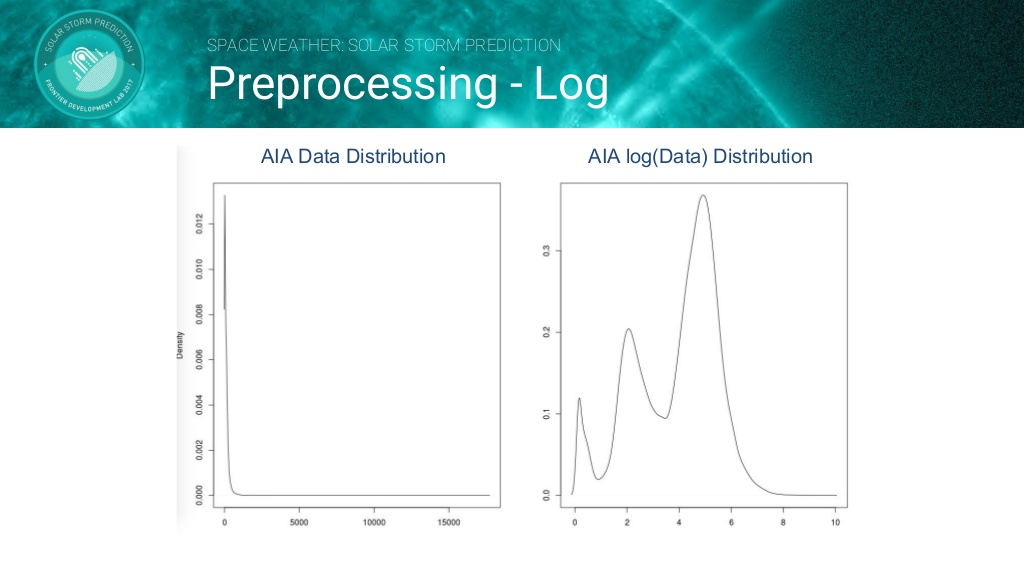 SOLAR STORM PREDICTION
FRONTIER DEVELOPMENT LAB 2017
SPACE WEATHER: SOLAR STORM PREDICTION
Preprocessing - Log
AIA Data Distribution
Density
0.012
0.010
0.008
0.006
0.004
0.002
0.000
0 5000 10000 15000
AIA log(Data) Distribution
0.3
0.2
0.1
0.0
0 2 4 6 8 10